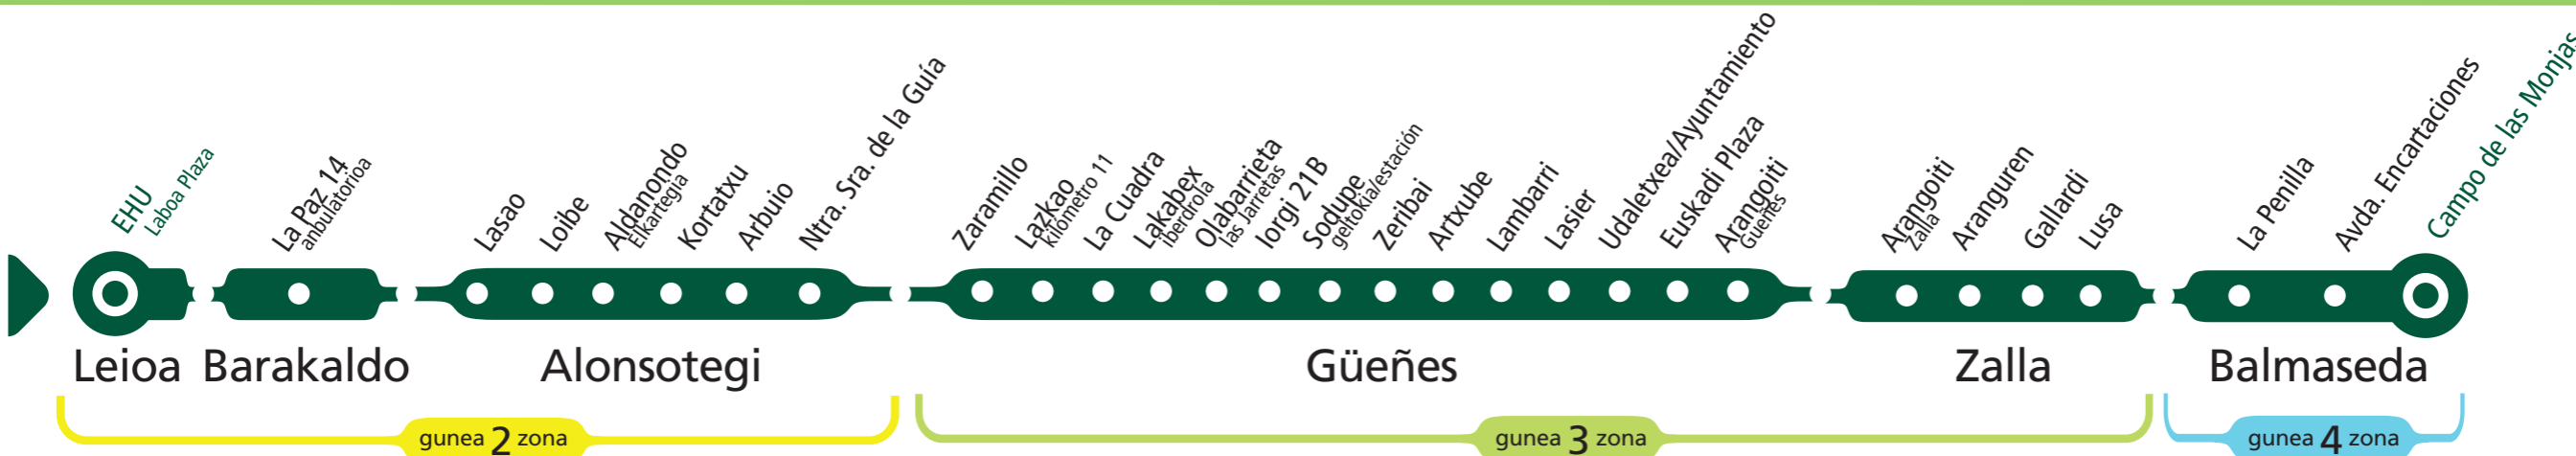 EHU
Laboa Plaza
La Paz 14
anbulatorioa
Lasao
Loibe
Aldanondo
Elkartegia
Kortatxu
Arbuio
Ntra. Sra. de la Guía
Zaramillo
Lazkao
kilometro 11
La Cuadra
Lakabex
iberdrola
Olabarrieta
las Jarretas
Iorgi 21B
Sodupe
geltokia/estación
Zeribai
Artxube
Lambarri
Lasier
Udaletxea/Ayuntamiento
Euskadi Plaza
Arangoiti
Güeñes
Arangoiti
Zalla
Aranguren
Gallardi
Lusa
La Penilla
Avda. Encartaciones
Campo de las Monjas
Leioa
Barakaldo
Alonsotegi
Güeñes
Zalla
Balmaseda
gunea 2 zona
gunea 3 zona
gunea 4 zona